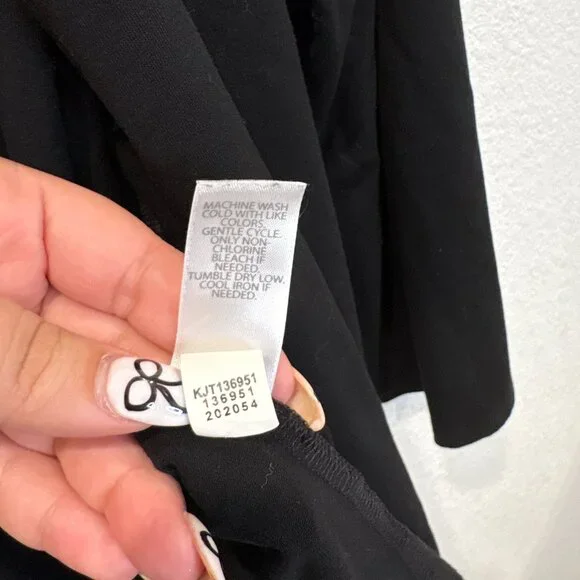 MACHINE WASH
COLD WITH LIKE
COLORS.
GENTLE CYCLE.
ONLY NON-
CHLORINE
BLEACH IF
NEEDED.
TUMBLE DRY LOW.
COOL IRON IF
NEEDED.
KJT136951
136951
202054